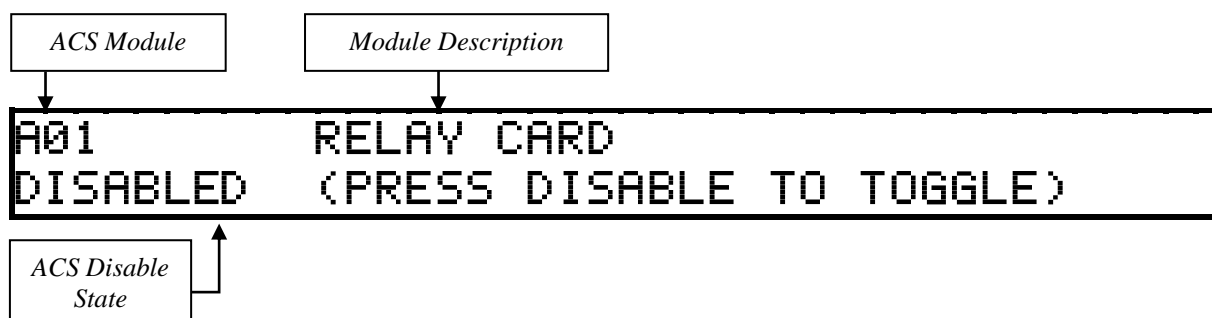 ACS Module
Module Description
A01 RELAY CARD
DISABLED (PRESS DISABLE TO TOGGLE)
ACS Disable
State